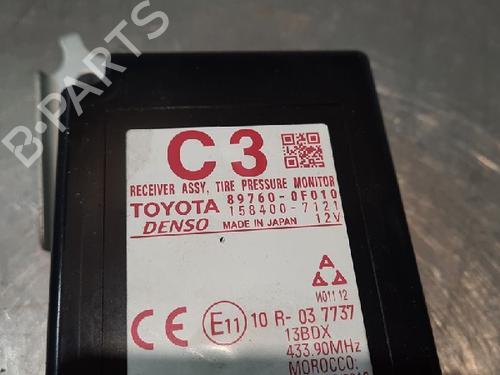 B-PARTS
C3
RECEIVER ASSY, TIRE PRESSURE MONITOR
TOYOTA 89760-0F010
158400-7121
DENSO MADE IN JAPAN 12V
A
M011 12
CE E11 10 R- 03 7737
13BDX
433.90MHz
MOROCCO: